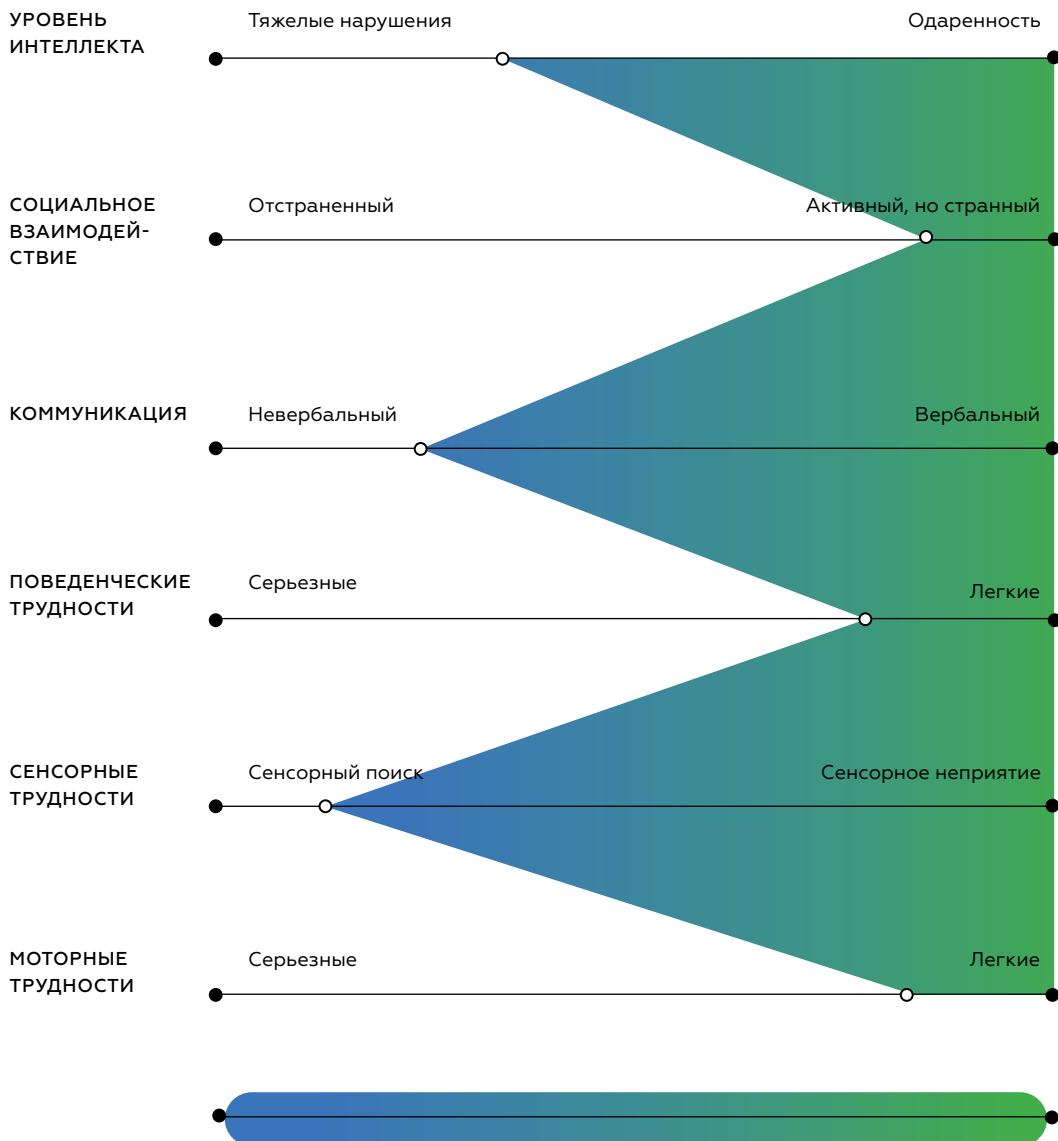 УРОВЕНЬ
ИНТЕЛЛЕКТА
Тяжелые нарушения
Одаренность
СОЦИАЛЬНОЕ
ВЗАИМОДЕЙ-
СТВИЕ
Отстраненный
Активный, но странный
КОММУНИКАЦИЯ
Невербальный
Вербальный
ПОВЕДЕНЧЕСКИЕ
ТРУДНОСТИ
Серьезные
Легкие
СЕНСОРНЫЕ
ТРУДНОСТИ
Сенсорный поиск
Сенсорное неприятие
МОТОРНЫЕ
ТРУДНОСТИ
Серьезные
Легкие